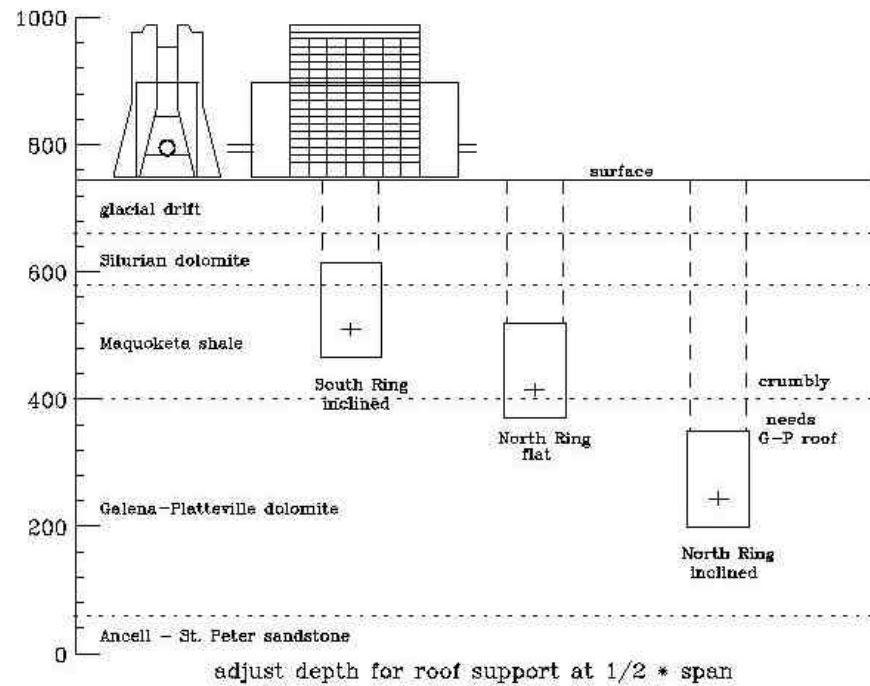 1000
800
surface
glacial drift
600
Silurian dolomite
Maquoketa shale
South Ring
inclined
crumbly
400
needs
G-P roof
North Ring
flat
Galena-Platteville dolomite
200
North Ring
inclined
Ancell - St. Peter sandstone
0
adjust depth for roof support at 1/2 * span